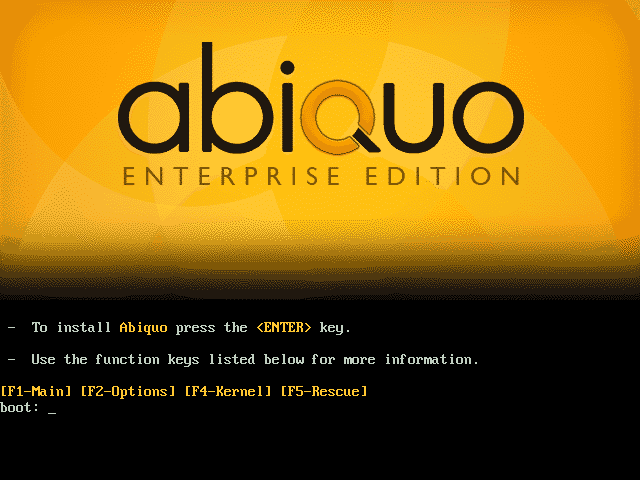 abiquo
ENTERPRISE EDITION
- To install Abiquo press the <ENTER> key.
- Use the function keys listed below for more information.
[F1-Main] [F2-Options] [F4-Kernel] [F5-Rescue]
boot: _